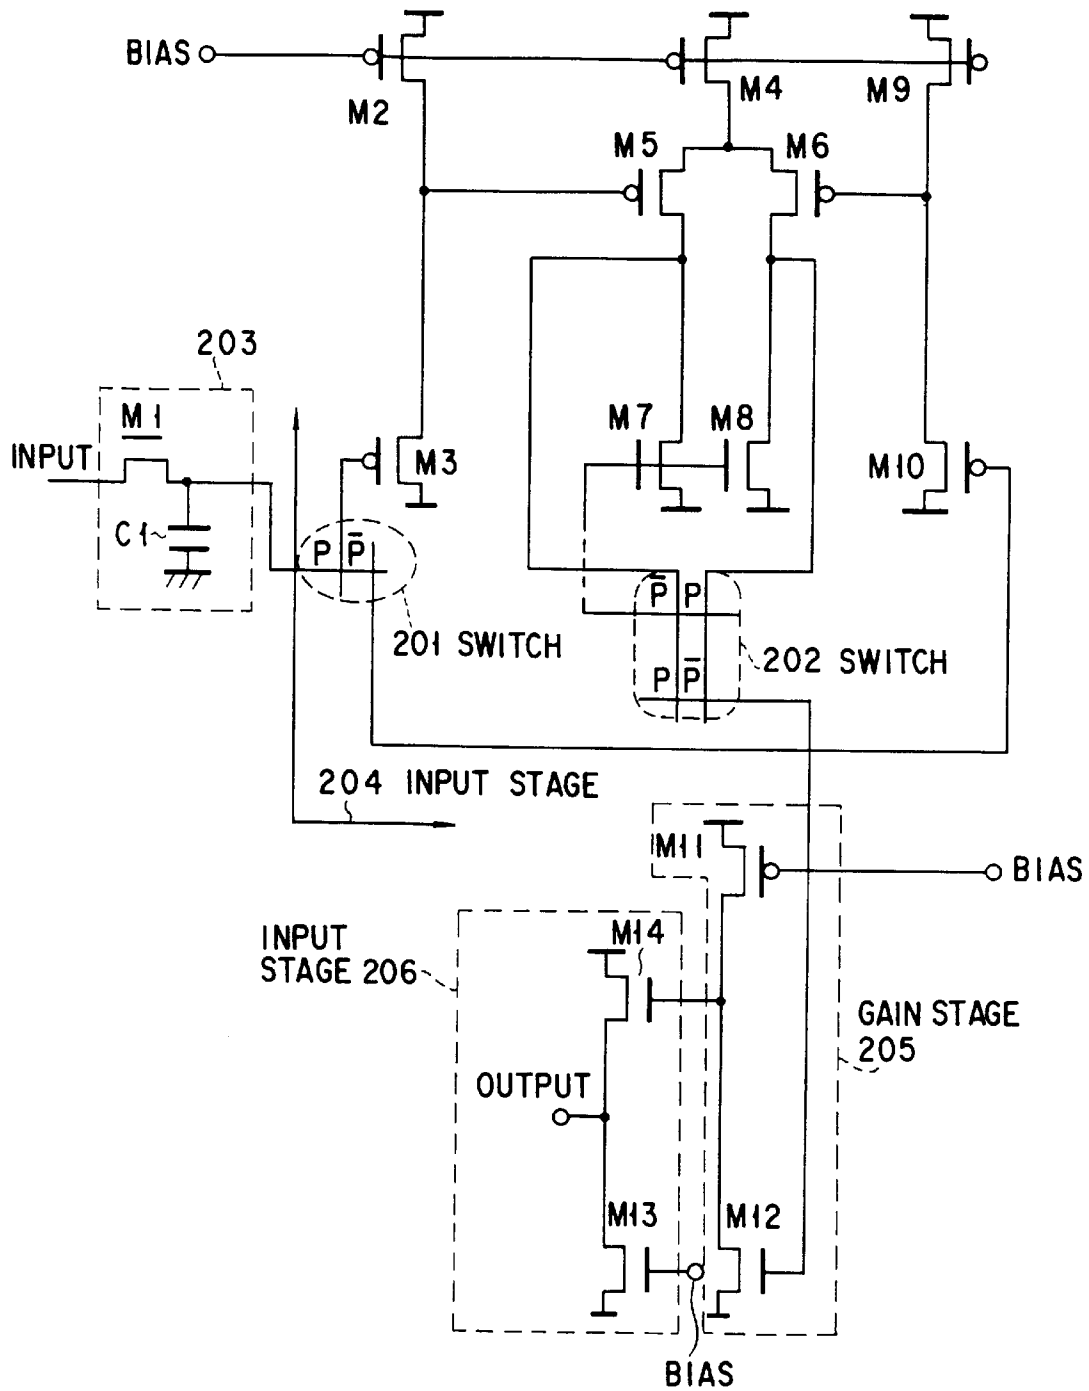 BIAS
M2
M4
M9
M5
M6
203
M1
INPUT
C1
M3
M7
M8
M10
P P̅
201 SWITCH
P̅ P
P P̅
202 SWITCH
204 INPUT STAGE
M11
BIAS
INPUT
STAGE 206
M14
GAIN STAGE
205
OUTPUT
M13
M12
BIAS